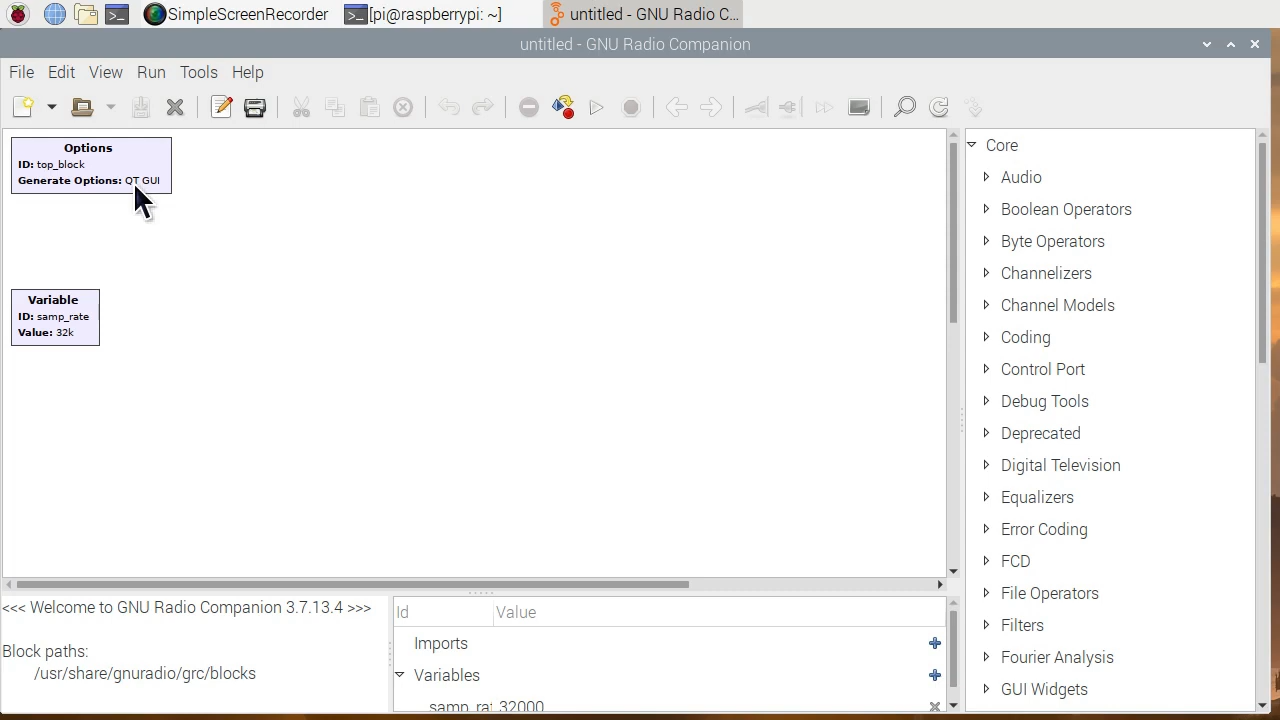 SimpleScreenRecorder
[pi@raspberrypi: ~]
untitled - GNU Radio C...
untitled - GNU Radio Companion
File Edit View Run Tools Help
Options
ID: top_block
Generate Options: QT GUI
Variable
ID: samp_rate
Value: 32k
Core
Audio
Boolean Operators
Byte Operators
Channelizers
Channel Models
Coding
Control Port
Debug Tools
Deprecated
Digital Television
Equalizers
Error Coding
FCD
File Operators
Filters
Fourier Analysis
GUI Widgets
<<< Welcome to GNU Radio Companion 3.7.13.4 >>>
Block paths:
/usr/share/gnuradio/grc/blocks
Id Value
Imports
Variables
samp_rat 32000